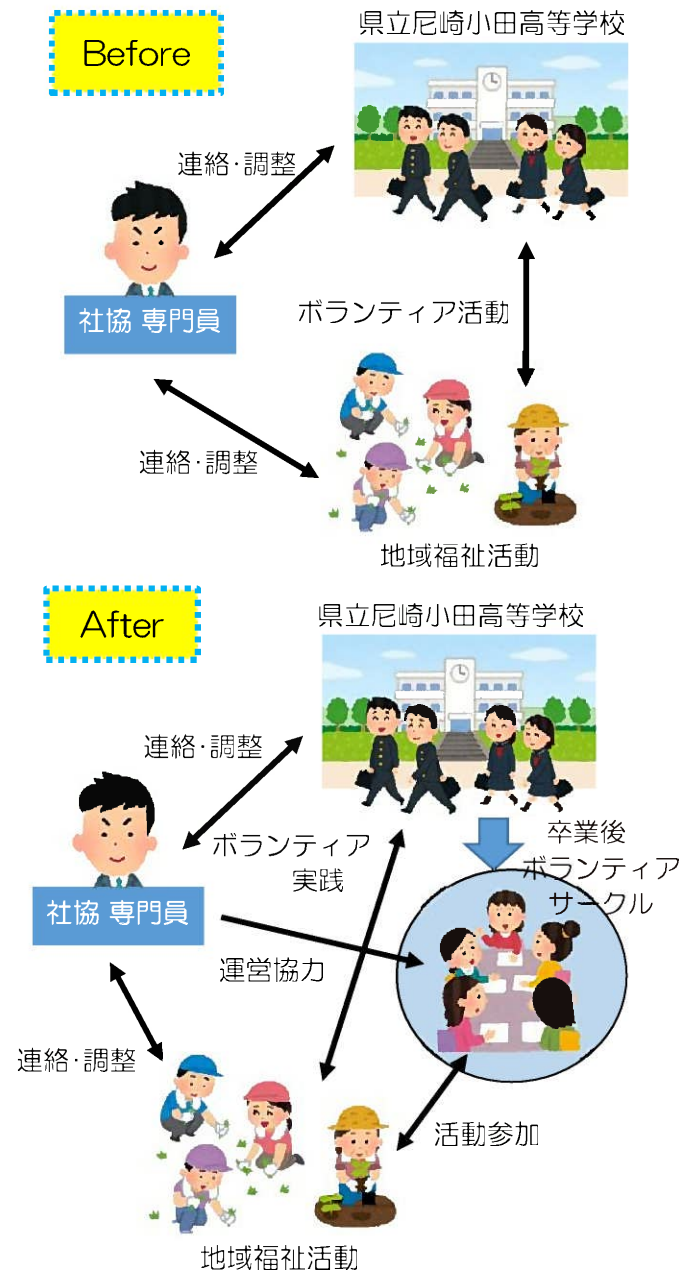 Before
県立尼崎小田高等学校
連絡・調整
社協 専門員
ボランティア活動
連絡・調整
地域福祉活動
After
県立尼崎小田高等学校
連絡・調整
ボランティア
実践
卒業後
ボランティア
サークル
社協 専門員
運営協力
連絡・調整
活動参加
地域福祉活動